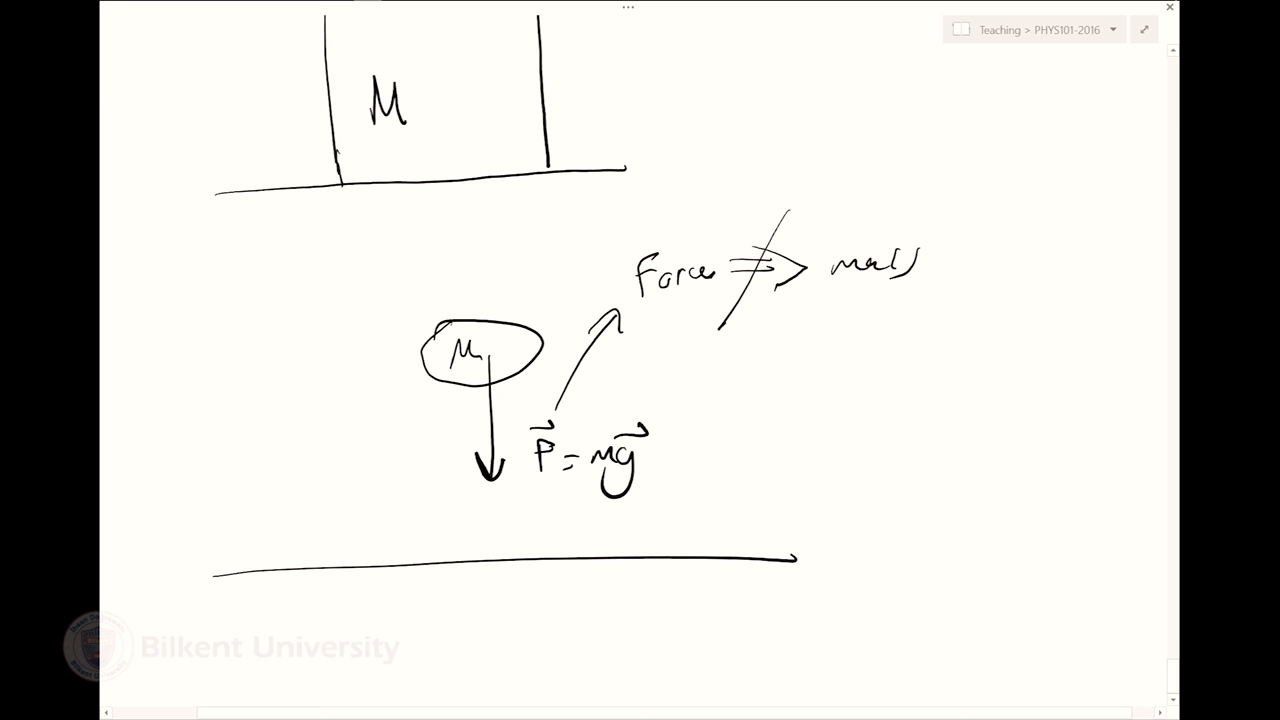 Teaching > PHYS101-2016
M
Force ⇏ mass
M
P⃗ = mg⃗
Bilkent University